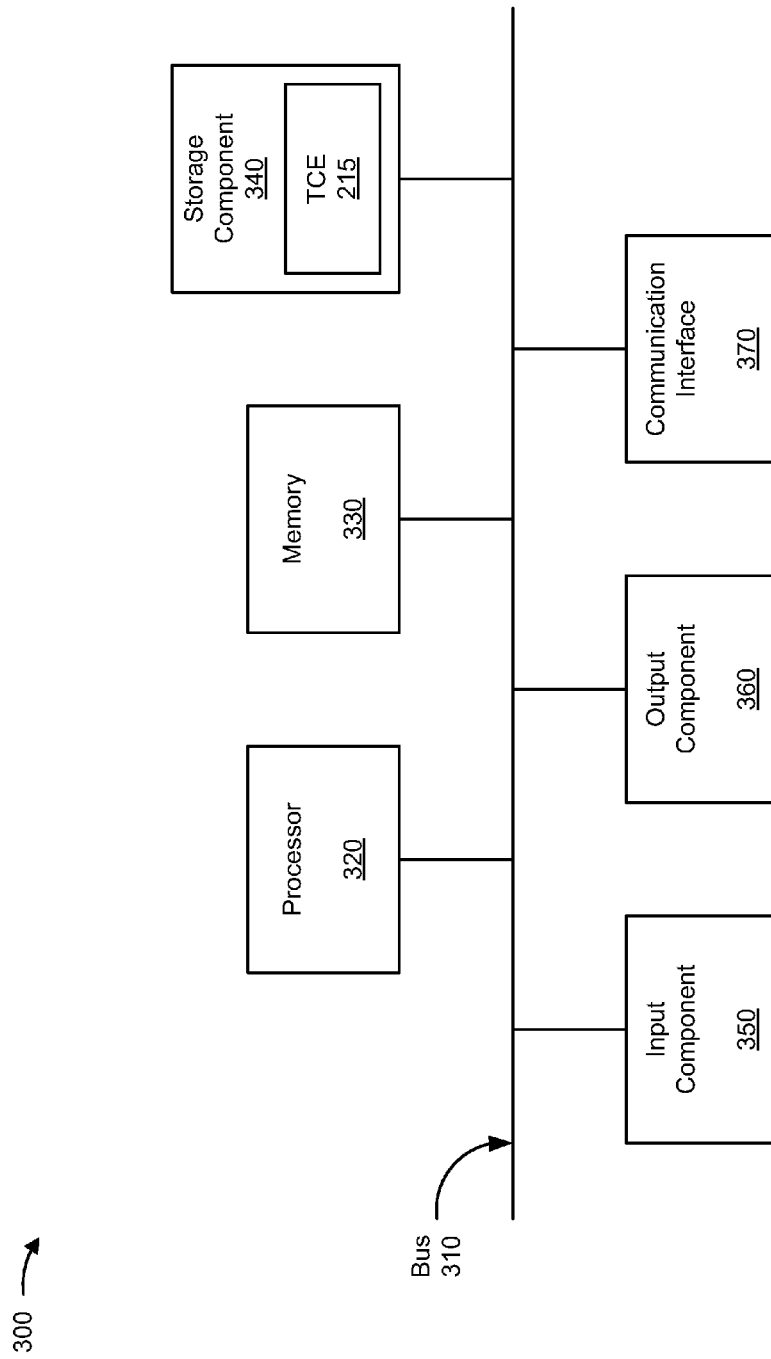 300
Bus
310
Processor
320
Memory
330
Storage
Component
340
TCE
215
Input
Component
350
Output
Component
360
Communication
Interface
370